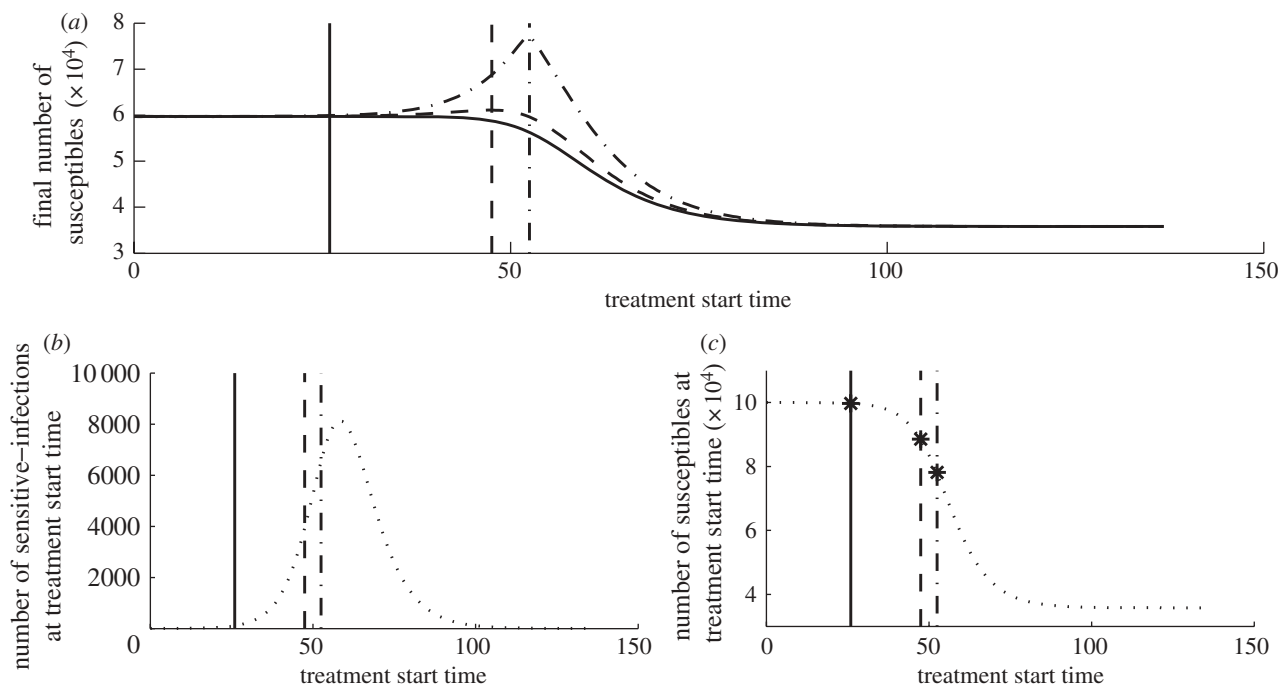 (a)
final number of
susceptibles (×10⁴)
8
7
6
5
4
3
0
50
100
150
treatment start time
(b)
number of sensitive–infections
at treatment start time
10 000
8000
6000
4000
2000
0
50
100
150
treatment start time
(c)
number of susceptibles at
treatment start time (×10⁴)
10
8
6
4
0
50
100
150
treatment start time